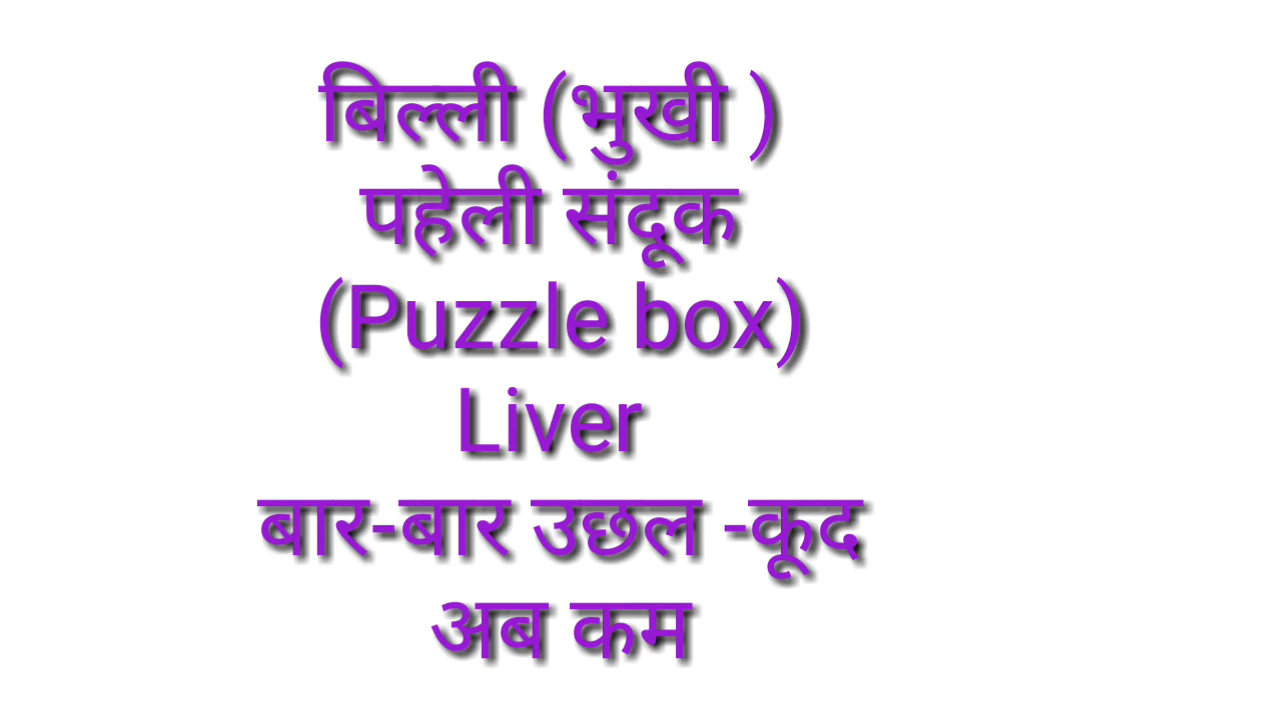 बिल्ली (भुखी )
पहेली संदूक
(Puzzle box)
Liver
बार-बार उछल -कूद
अब कम